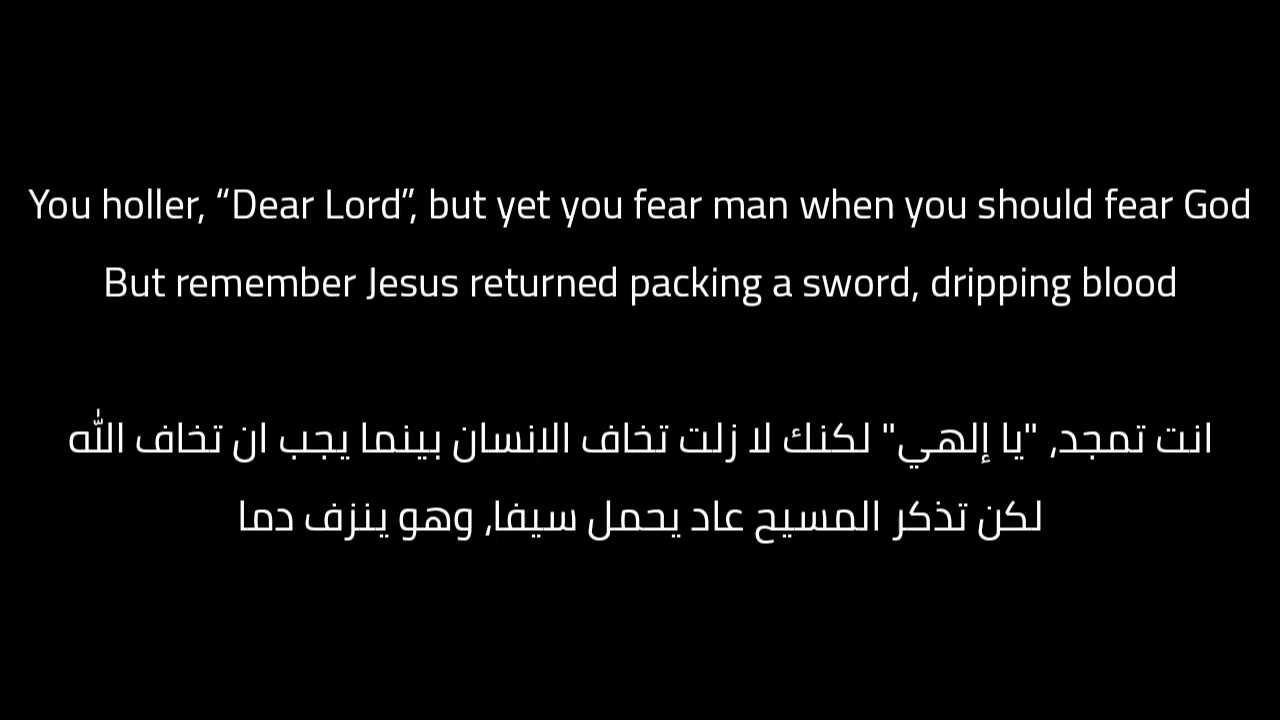 You holler, “Dear Lord”, but yet you fear man when you should fear God
But remember Jesus returned packing a sword, dripping blood
انت تمجد, "يا إلهي" لكنك لا زلت تخاف الانسان بينما يجب ان تخاف الله
لكن تذكر المسيح عاد يحمل سيفا, وهو ينزف دما